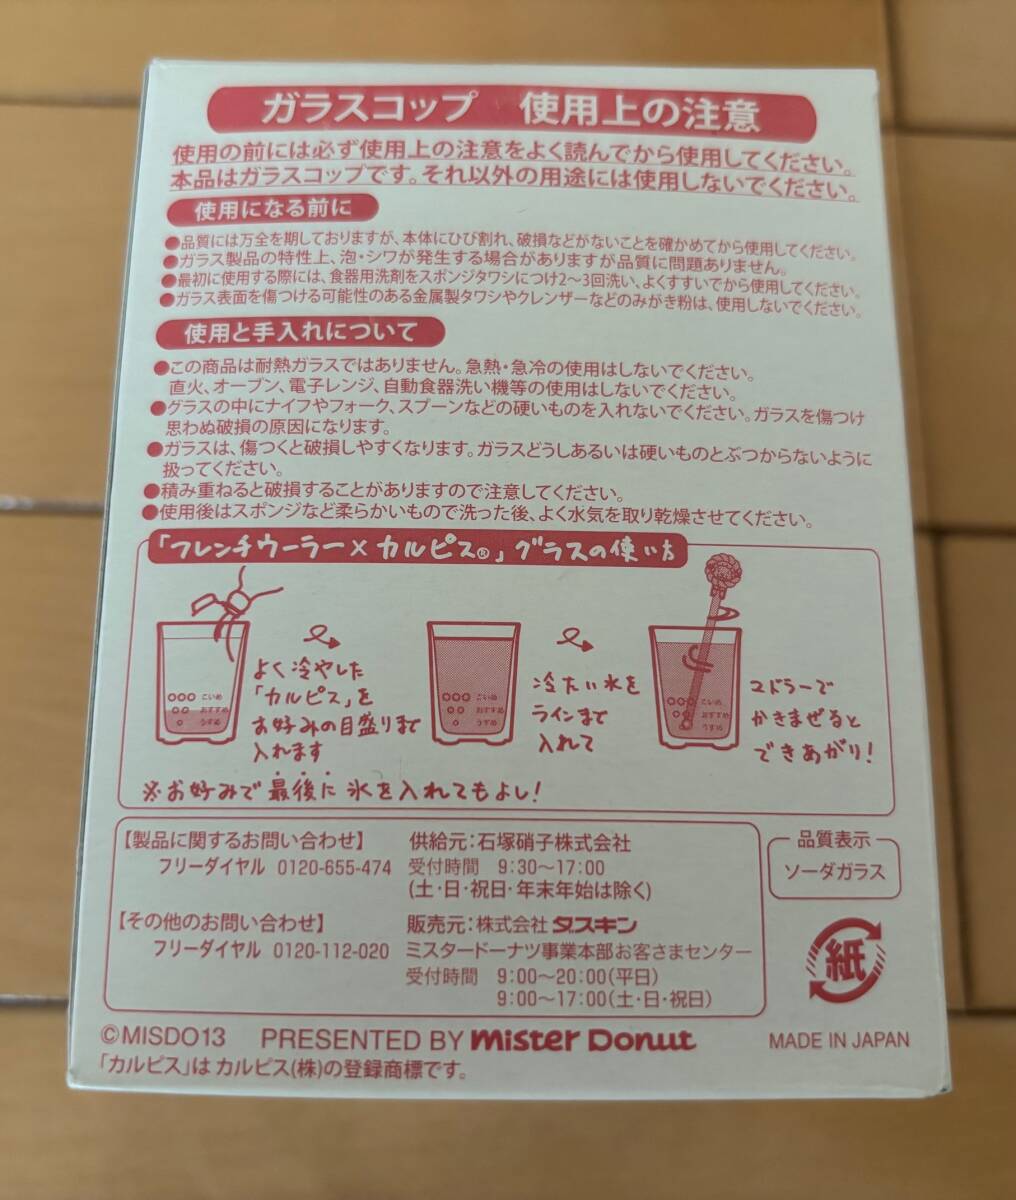 ガラスコップ　使用上の注意
使用の前には必ず使用上の注意をよく読んでから使用してください。
本品はガラスコップです。それ以外の用途には使用しないでください。
使用になる前に
●品質には万全を期しておりますが、本体にひび割れ、破損などがないことを確かめてから使用してください。
●ガラス製品の特性上、泡・シワが発生する場合がありますが品質に問題ありません。
●最初に使用する際には、食器用洗剤をスポンジタワシにつけ2〜3回洗い、よくすすいでから使用してください。
●ガラス表面を傷つける可能性のある金属製タワシやクレンザーなどのみがき粉は、使用しないでください。
使用と手入れについて
●この商品は耐熱ガラスではありません。急熱・急冷の使用はしないでください。
直火、オーブン、電子レンジ、自動食器洗い機等の使用はしないでください。
●グラスの中にナイフやフォーク、スプーンなどの硬いものを入れないでください。ガラスを傷つけ
思わぬ破損の原因になります。
●ガラスは、傷つくと破損しやすくなります。ガラスどうしあるいは硬いものとぶつからないように
扱ってください。
●積み重ねると破損することがありますので注意してください。
●使用後はスポンジなど柔らかいもので洗った後、よく水気を取り乾燥させてください。
「フレンチウーラー×カルピス®」グラスの使い方
こいめ
おすすめ
うすめ
よく冷やした
「カルピス」を
お好みの目盛りまで
入れます
こいめ
おすすめ
うすめ
冷たい水を
ラインまで
入れて
こいめ
おすすめ
うすめ
マドラーで
かきまぜると
できあがり!
※お好みで最後に氷を入れてもよし!
【製品に関するお問い合わせ】
フリーダイヤル 0120-655-474
供給元：石塚硝子株式会社
受付時間 9:30〜17:00
(土・日・祝日・年末年始は除く)
【その他のお問い合わせ】
フリーダイヤル 0120-112-020
販売元：株式会社 ダスキン
ミスタードーナツ事業本部お客さまセンター
受付時間 9:00〜20:00(平日)
9:00〜17:00(土・日・祝日)
品質表示
ソーダガラス
紙
©MISDO13 PRESENTED BY mister Donut
MADE IN JAPAN
「カルピス」は カルピス(株)の登録商標です。